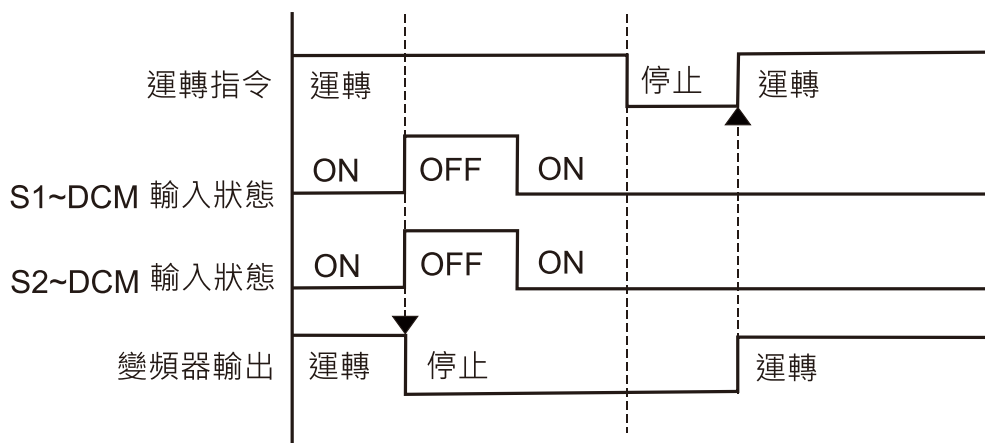 運轉指令 運轉 停止 運轉
S1~DCM 輸入狀態 ON OFF ON
S2~DCM 輸入狀態 ON OFF ON
變頻器輸出 運轉 停止 運轉